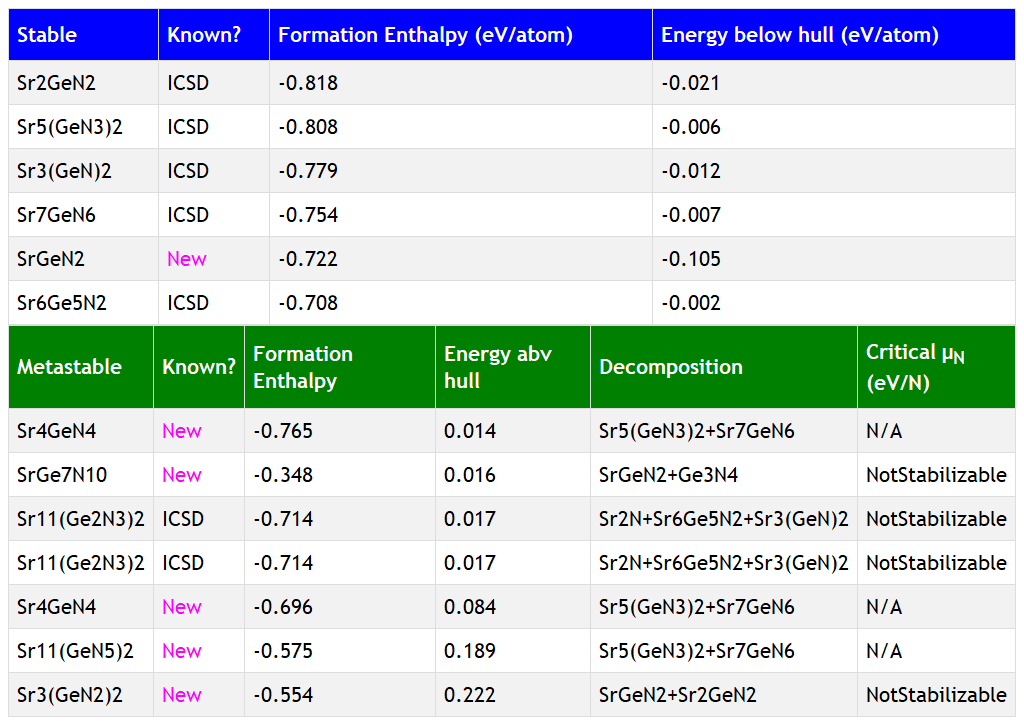 Stable Known? Formation Enthalpy (eV/atom) Energy below hull (eV/atom)
Sr2GeN2 ICSD -0.818 -0.021
Sr5(GeN3)2 ICSD -0.808 -0.006
Sr3(GeN)2 ICSD -0.779 -0.012
Sr7GeN6 ICSD -0.754 -0.007
SrGeN2 New -0.722 -0.105
Sr6Ge5N2 ICSD -0.708 -0.002
Metastable Known? Formation Enthalpy Energy abv hull Decomposition Critical μN (eV/N)
Sr4GeN4 New -0.765 0.014 Sr5(GeN3)2+Sr7GeN6 N/A
SrGe7N10 New -0.348 0.016 SrGeN2+Ge3N4 NotStabilizable
Sr11(Ge2N3)2 ICSD -0.714 0.017 Sr2N+Sr6Ge5N2+Sr3(GeN)2 NotStabilizable
Sr11(Ge2N3)2 ICSD -0.714 0.017 Sr2N+Sr6Ge5N2+Sr3(GeN)2 NotStabilizable
Sr4GeN4 New -0.696 0.084 Sr5(GeN3)2+Sr7GeN6 N/A
Sr11(GeN5)2 New -0.575 0.189 Sr5(GeN3)2+Sr7GeN6 N/A
Sr3(GeN2)2 New -0.554 0.222 SrGeN2+Sr2GeN2 NotStabilizable